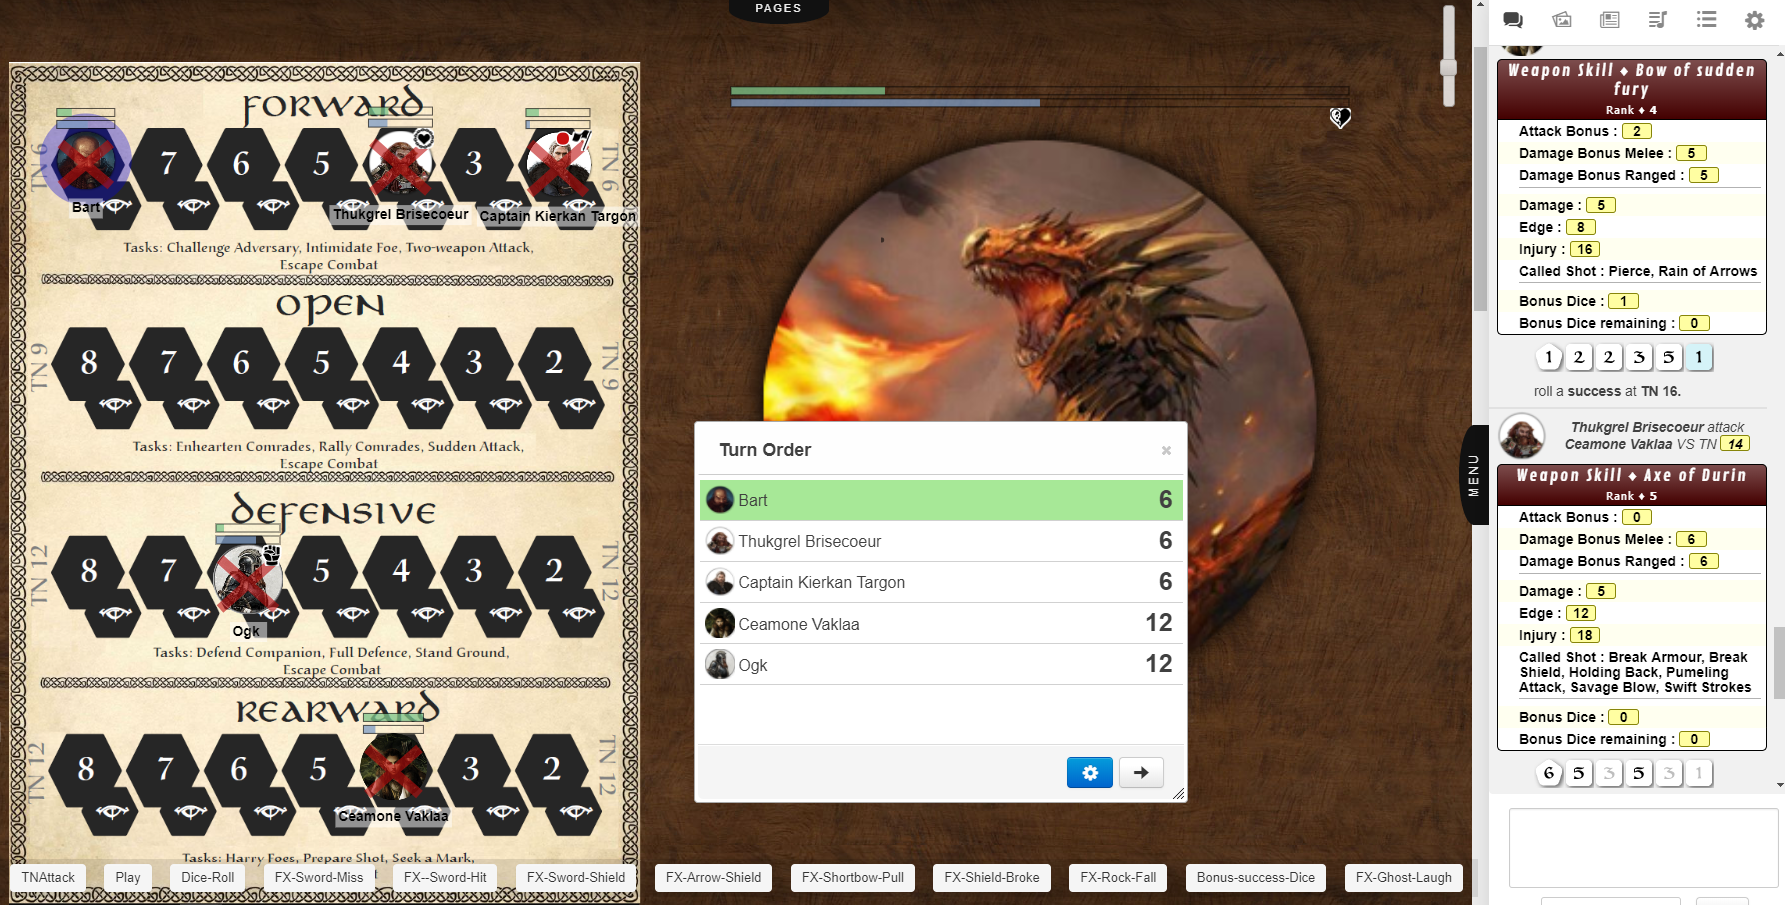 PAGES
FORWARD
TN 6
7
6
5
3
TN 6
Bart
Thukgrel Brisecoeur
Captain Kierkan Targon
Tasks: Challenge Adversary, Intimidate Foe, Two-weapon Attack,
Escape Combat
OPEN
TN 9
8
7
6
5
4
3
2
TN 9
Tasks: Enhearten Comrades, Rally Comrades, Sudden Attack,
Escape Combat
DEFENSIVE
TN 12
8
7
5
4
3
2
TN 12
Ogk
Tasks: Defend Companion, Full Defence, Stand Ground,
Escape Combat
REARWARD
TN 12
8
7
6
5
3
2
TN 12
Ceamone Vaklaa
Tasks: Harry Foes, Prepare Shot, Seek a Mark,
TNAttack
Play
Dice-Roll
FX-Sword-Miss
FX--Sword-Hit
FX-Sword-Shield
FX-Arrow-Shield
FX-Shortbow-Pull
FX-Shield-Broke
FX-Rock-Fall
Bonus-success-Dice
FX-Ghost-Laugh
Turn Order
×
Bart 6
Thukgrel Brisecoeur 6
Captain Kierkan Targon 6
Ceamone Vaklaa 12
Ogk 12
MENU
Weapon Skill ♦ Bow of sudden
fury
Rank ♦ 4
Attack Bonus : 2
Damage Bonus Melee : 5
Damage Bonus Ranged : 5
Damage : 5
Edge : 8
Injury : 16
Called Shot : Pierce, Rain of Arrows
Bonus Dice : 1
Bonus Dice remaining : 0
1 2 2 3 5 1
roll a success at TN 16.
Thukgrel Brisecoeur attack
Ceamone Vaklaa VS TN 14
Weapon Skill ♦ Axe of Durin
Rank ♦ 5
Attack Bonus : 0
Damage Bonus Melee : 6
Damage Bonus Ranged : 6
Damage : 5
Edge : 12
Injury : 18
Called Shot : Break Armour, Break
Shield, Holding Back, Pumeling
Attack, Savage Blow, Swift Strokes
Bonus Dice : 0
Bonus Dice remaining : 0
6 5 3 5 3 1